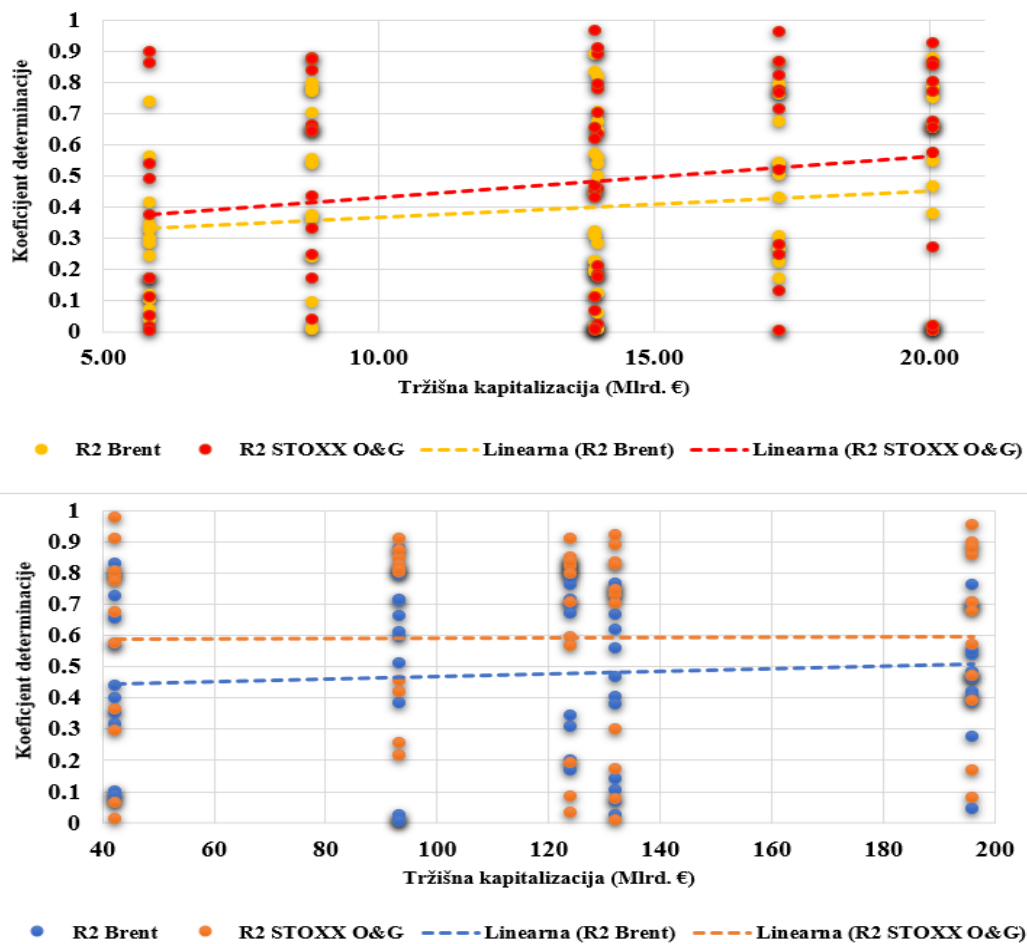 Koeficijent determinacije
1
0.9
0.8
0.7
0.6
0.5
0.4
0.3
0.2
0.1
0
5.00 10.00 15.00 20.00
Tržišna kapitalizacija (Mlrd. €)
R2 Brent R2 STOXX O&G Linearna (R2 Brent) Linearna (R2 STOXX O&G)
Koeficjent determinacije
1
0.9
0.8
0.7
0.6
0.5
0.4
0.3
0.2
0.1
0
40 60 80 100 120 140 160 180 200
Tržišna kapitalizacija (Mlrd. €)
R2 Brent R2 STOXX O&G Linearna (R2 Brent) Linearna (R2 STOXX O&G)